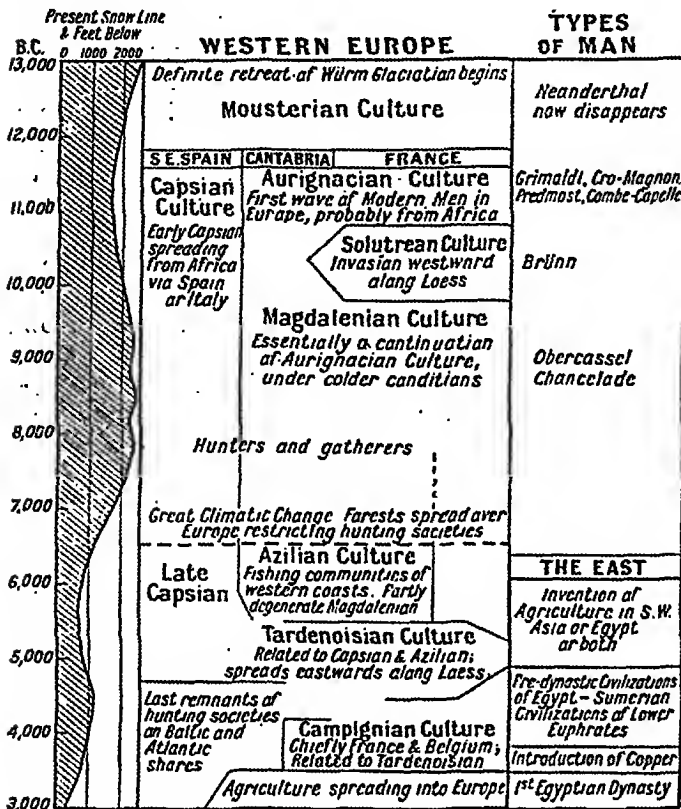 Present Snow Line
& Feet Below
B.C. 0 1000 2000
WESTERN EUROPE
TYPES
OF MAN
13,000
12,000
11,000
10,000
9,000
8,000
7,000
6,000
5,000
4,000
3,000
Definite retreat of Würm Glaciation begins
Mousterian Culture
Neanderthal
now disappears
S.E. SPAIN
CANTABRIA
FRANCE
Capsian
Culture
Early Capsian
spreading
from Africa
via Spain
or Italy
Aurignacian Culture
First wave of Modern Men in
Europe, probably from Africa
Grimaldi, Cro-Magnon
Predmost, Combe-Capelle
Solutrean Culture
Invasian westward
along Loess
Brünn
Magdalenian Culture
Essentially a cantinuation
of Aurignacian Culture,
under colder canditians
Obercassel
Chancelade
Hunters and gatherers
Great Climatic Change Farests spread over
Europe restricting hunting societies
Late
Capsian
Azilian Culture
Fishing communities of
western coasts. Partly
degenerate Magdalenian
THE EAST
Invention of
Agriculture in S.W.
Asia or Egypt
or both
Tardenoisian Culture
Related to Capsian & Azilian;
spreads eastwards along Laess
Last remnants of
hunting societies
on Baltic and
Atlantic
shares
Pre-dynastic Civilizations
of Egypt - Sumerian
Civilizations of Lower
Euphrates
Campignian Culture
Chiefly France & Belgium;
Related to Tardenoisian
Introduction of Copper
Agriculture spreading into Europe
1st Egyptian Dynasty